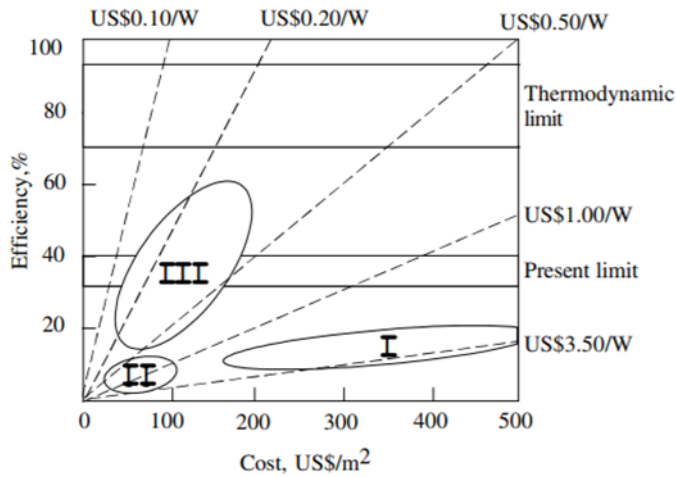 US$0.10/W
US$0.20/W
US$0.50/W
100
80
60
40
20
Efficiency,%
Thermodynamic
limit
US$1.00/W
Present limit
US$3.50/W
III
II
I
0
100
200
300
400
500
Cost, US$/m2